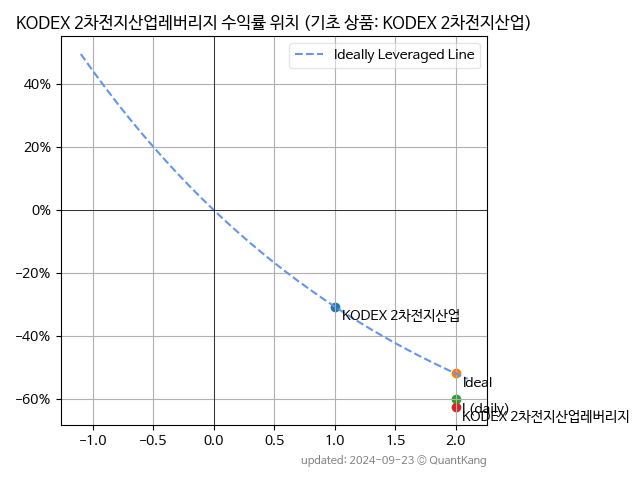 KODEX 2차전지산업레버리지 수익률 위치 (기초 상품: KODEX 2차전지산업)
Ideally Leveraged Line
40%
20%
0%
−20%
−40%
−60%
KODEX 2차전지산업
Ideal
(daily)
KODEX 2차전지산업레버리지
−1.0 −0.5 0.0 0.5 1.0 1.5 2.0
updated: 2024-09-23 © QuantKang